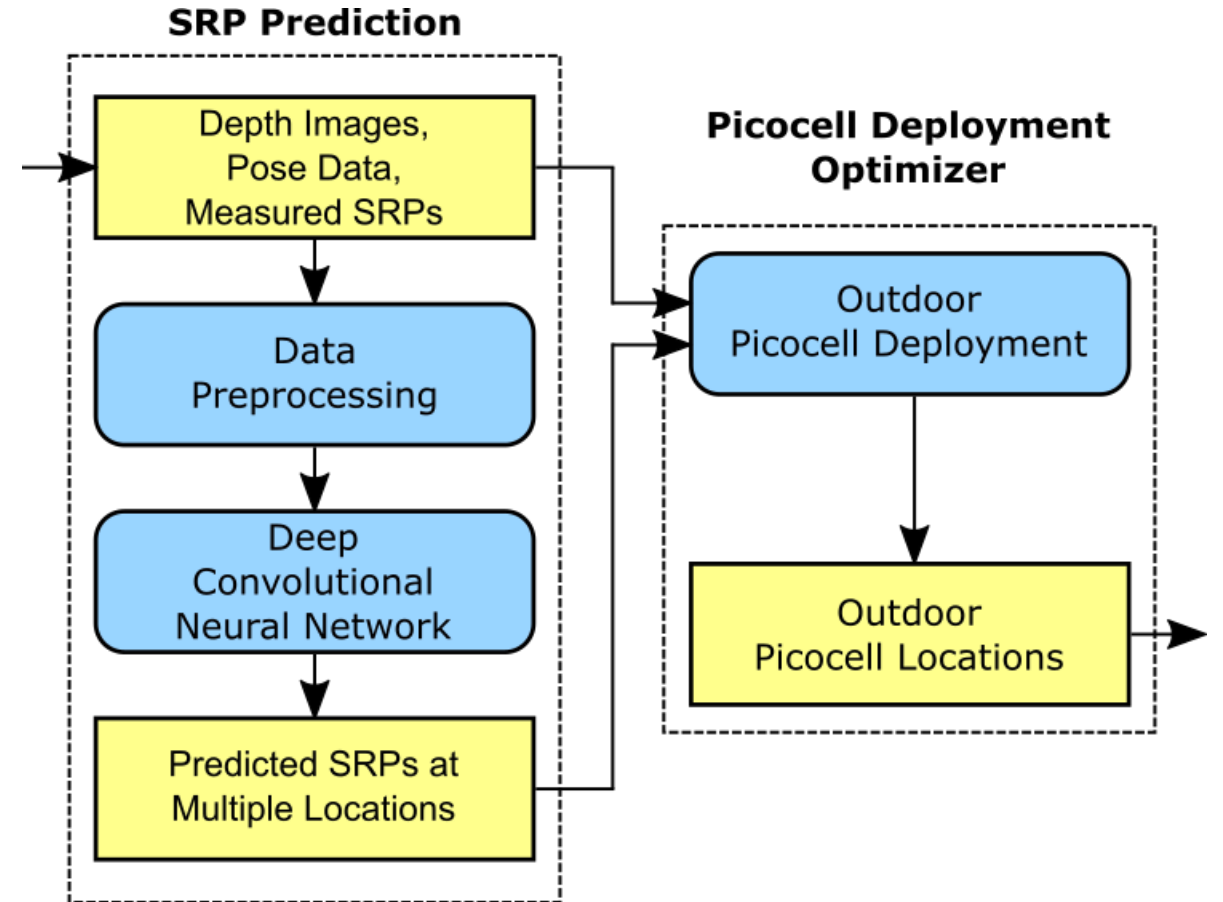 SRP Prediction
Depth Images,
Pose Data,
Measured SRPs
Data
Preprocessing
Deep
Convolutional
Neural Network
Predicted SRPs at
Multiple Locations
Picocell Deployment
Optimizer
Outdoor
Picocell Deployment
Outdoor
Picocell Locations